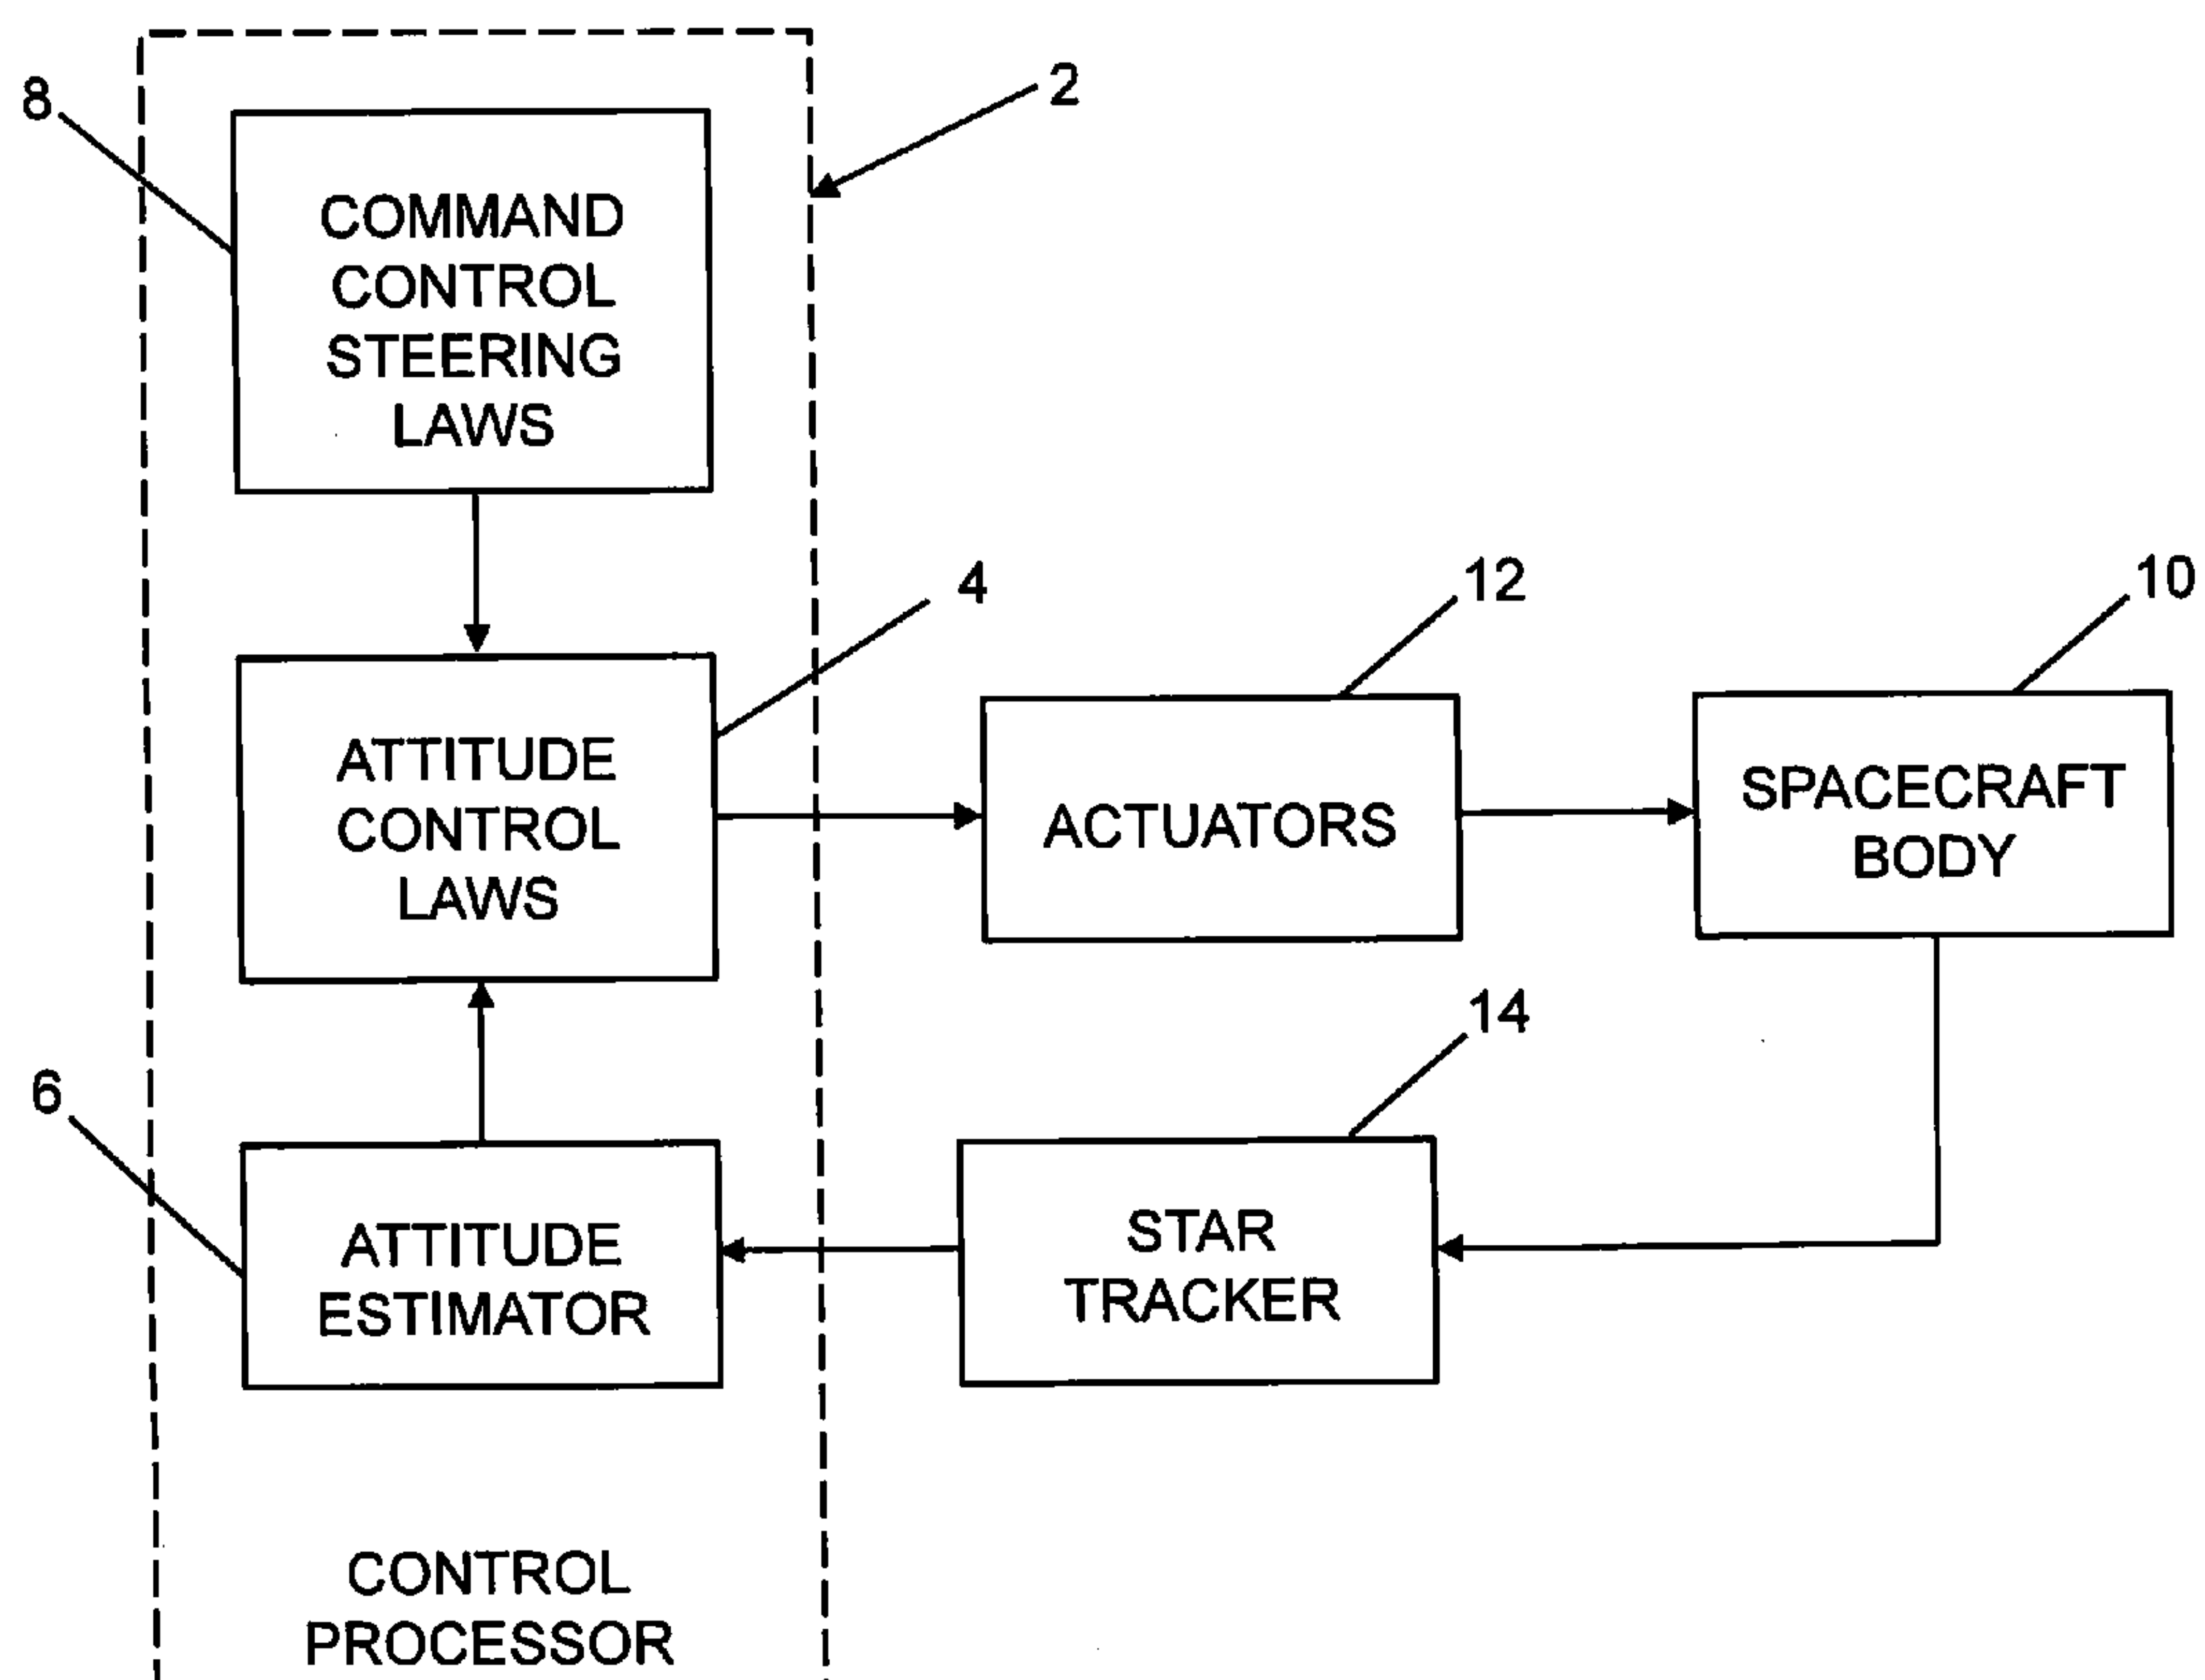 8
2
COMMAND
CONTROL
STEERING
LAWS
4
12
10
ATTITUDE
CONTROL
LAWS
ACTUATORS
SPACECRAFT
BODY
6
14
ATTITUDE
ESTIMATOR
STAR
TRACKER
CONTROL
PROCESSOR